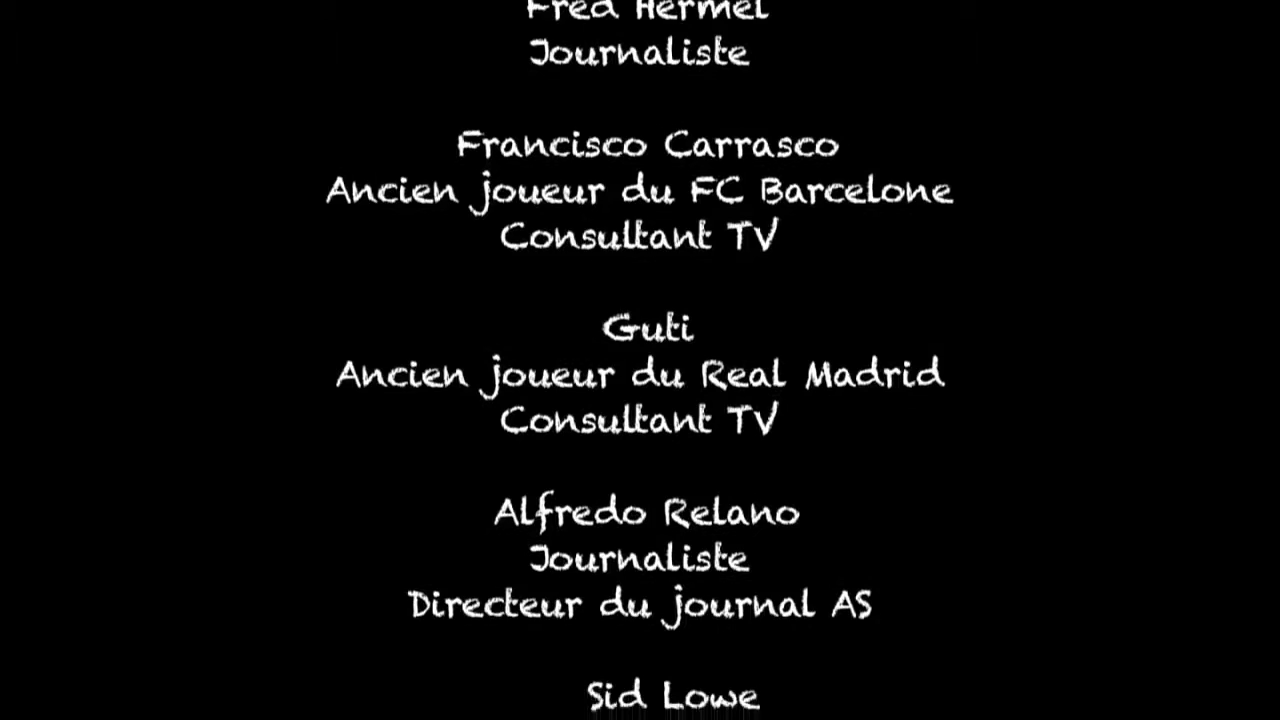 Fred Hermel
Journaliste
Francisco Carrasco
Ancien joueur du FC Barcelone
Consultant TV
Guti
Ancien joueur du Real Madrid
Consultant TV
Alfredo Relano
Journaliste
Directeur du journal AS
Sid Lowe